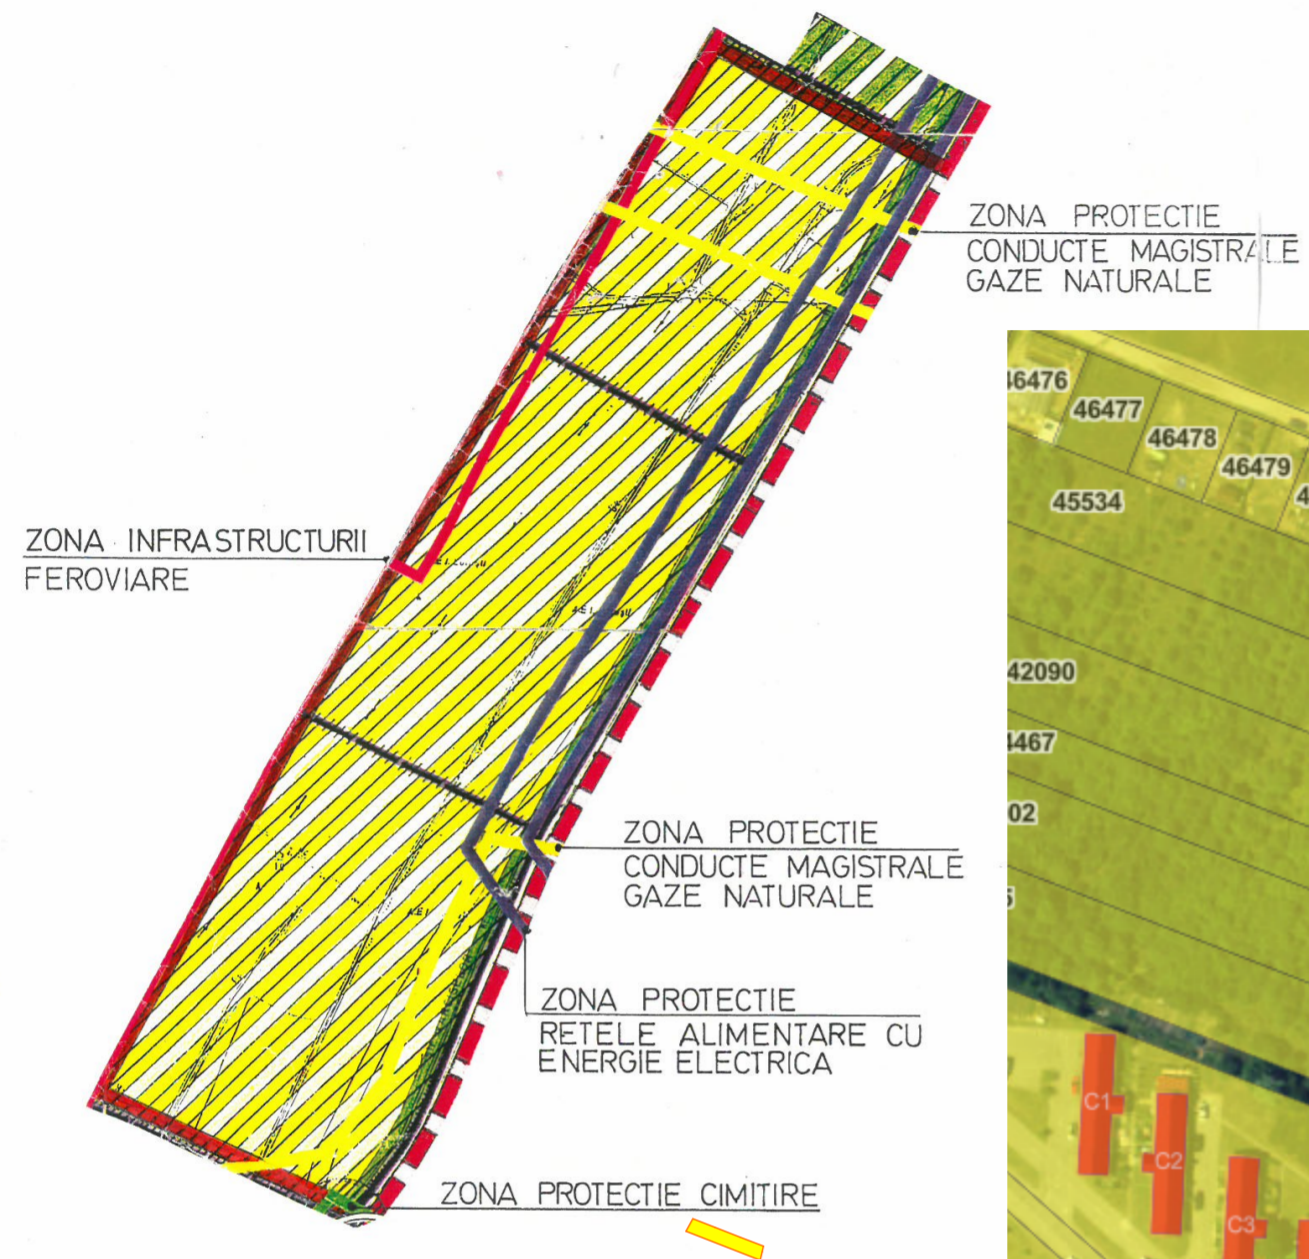 ZONA PROTECTIE
CONDUCTE MAGISTRALE
GAZE NATURALE
46476
46477
46478
46479
45534
ZONA INFRASTRUCTURII
FEROVIARE
42090
4467
02
ZONA PROTECTIE
CONDUCTE MAGISTRALE
GAZE NATURALE
ZONA PROTECTIE
RETELE ALIMENTARE CU
ENERGIE ELECTRICA
C1
C2
C3
ZONA PROTECTIE CIMITIRE